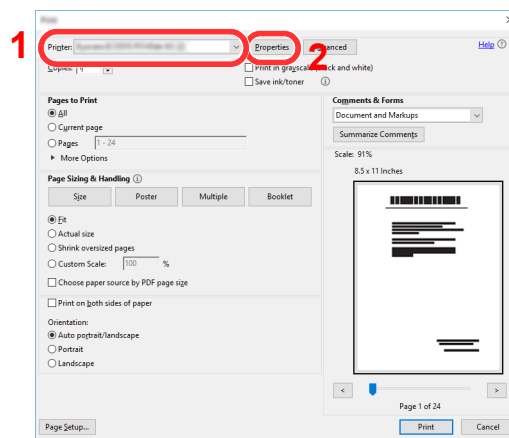 1
2
Printer:
Properties
Advanced
Help
Copies:
Print in grayscale (black and white)
Save ink/toner
Pages to Print
All
Current page
Pages 1 - 24
More Options
Comments & Forms
Document and Markups
Summarize Comments
Scale: 91%
8.5 x 11 Inches
Page Sizing & Handling
Size Poster Multiple Booklet
Fit
Actual size
Shrink oversized pages
Custom Scale: 100 %
Choose paper source by PDF page size
Print on both sides of paper
Orientation:
Auto portrait/landscape
Portrait
Landscape
< >
Page 1 of 24
Page Setup...
Print Cancel